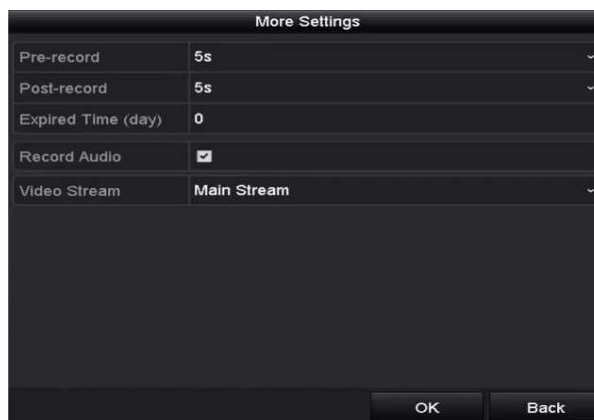 More Settings
Pre-record 5s
Post-record 5s
Expired Time (day) 0
Record Audio
Video Stream Main Stream
OK Back